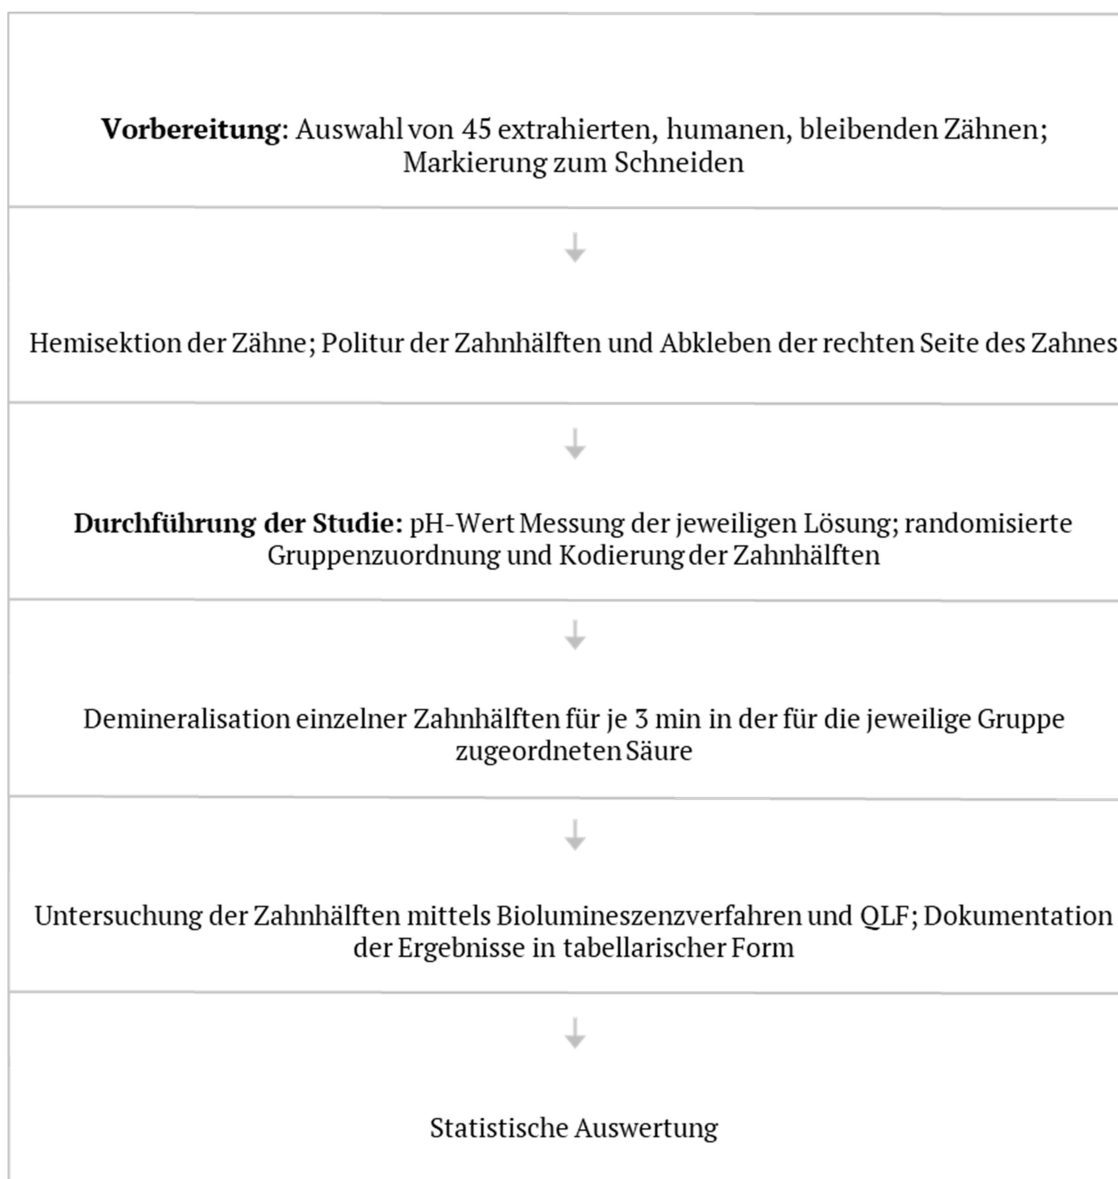 Vorbereitung: Auswahl von 45 extrahierten, humanen, bleibenden Zähnen;
Markierung zum Schneiden
Hemisektion der Zähne; Politur der Zahnhälften und Abkleben der rechten Seite des Zahnes
Durchführung der Studie: pH-Wert Messung der jeweiligen Lösung; randomisierte
Gruppenzuordnung und Kodierung der Zahnhälften
Demineralisation einzelner Zahnhälften für je 3 min in der für die jeweilige Gruppe
zugeordneten Säure
Untersuchung der Zahnhälften mittels Biolumineszenzverfahren und QLF; Dokumentation
der Ergebnisse in tabellarischer Form
Statistische Auswertung